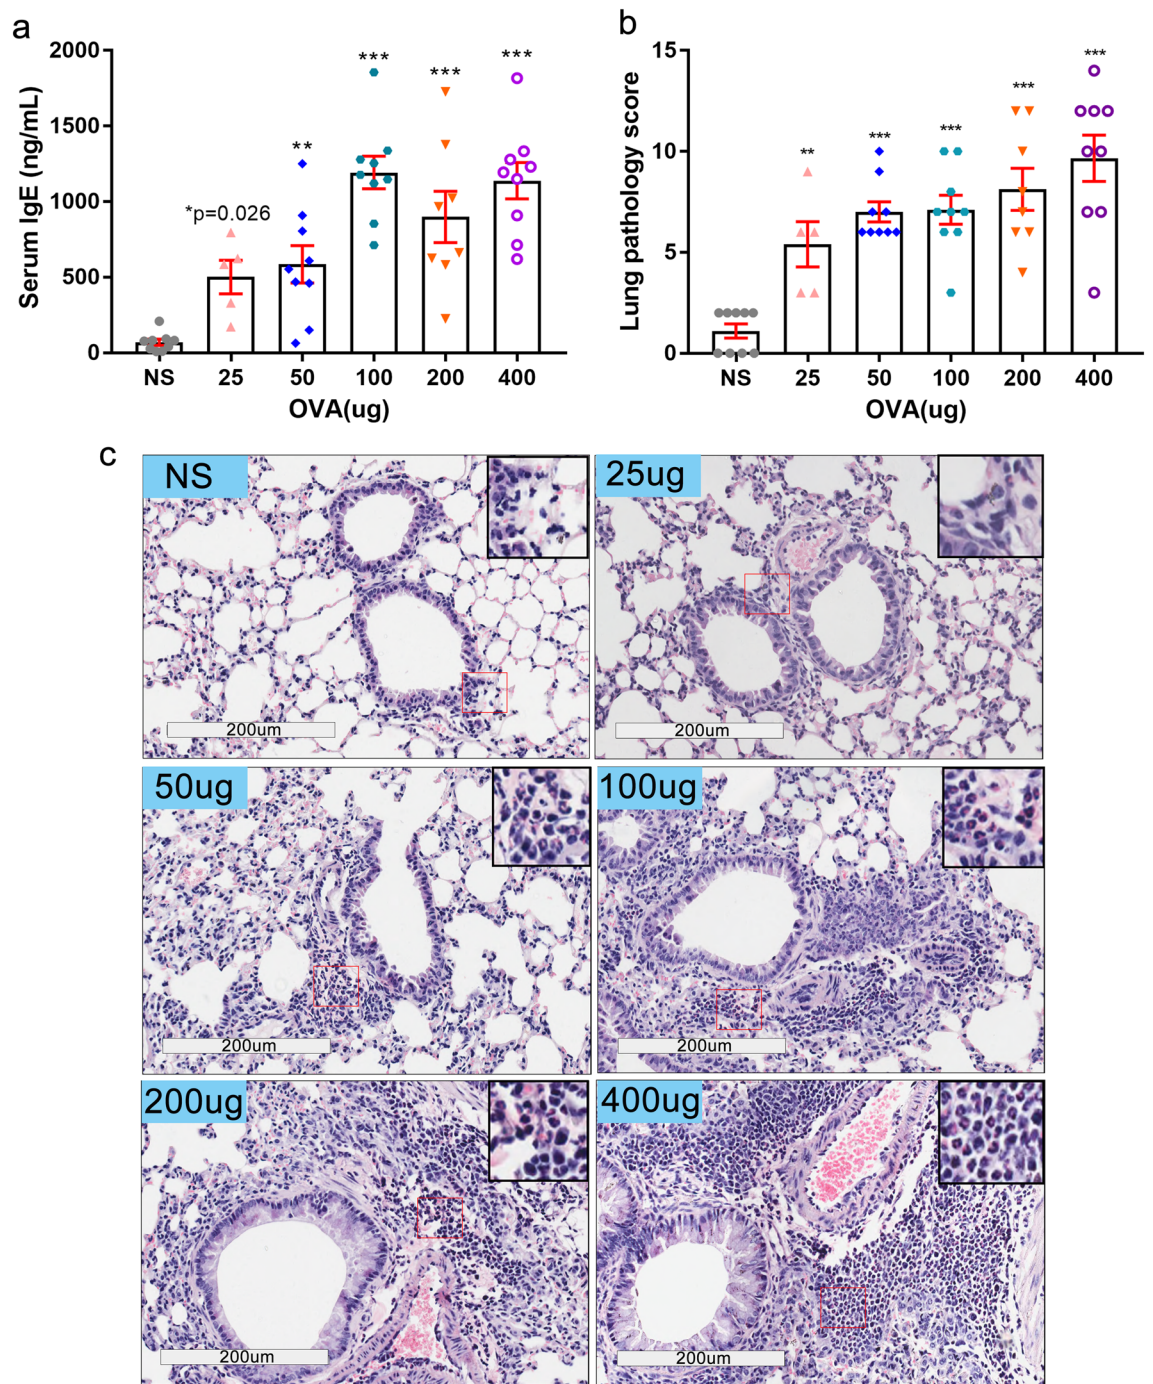 a
Serum IgE (ng/mL)
2000
1500
1000
500
0
*p=0.026
**
***
***
***
NS 25 50 100 200 400
OVA(ug)
b
Lung pathology score
15
10
5
0
**
***
***
***
***
NS 25 50 100 200 400
OVA(ug)
c
NS
200um
25ug
200um
50ug
200um
100ug
200um
200ug
200um
400ug
200um